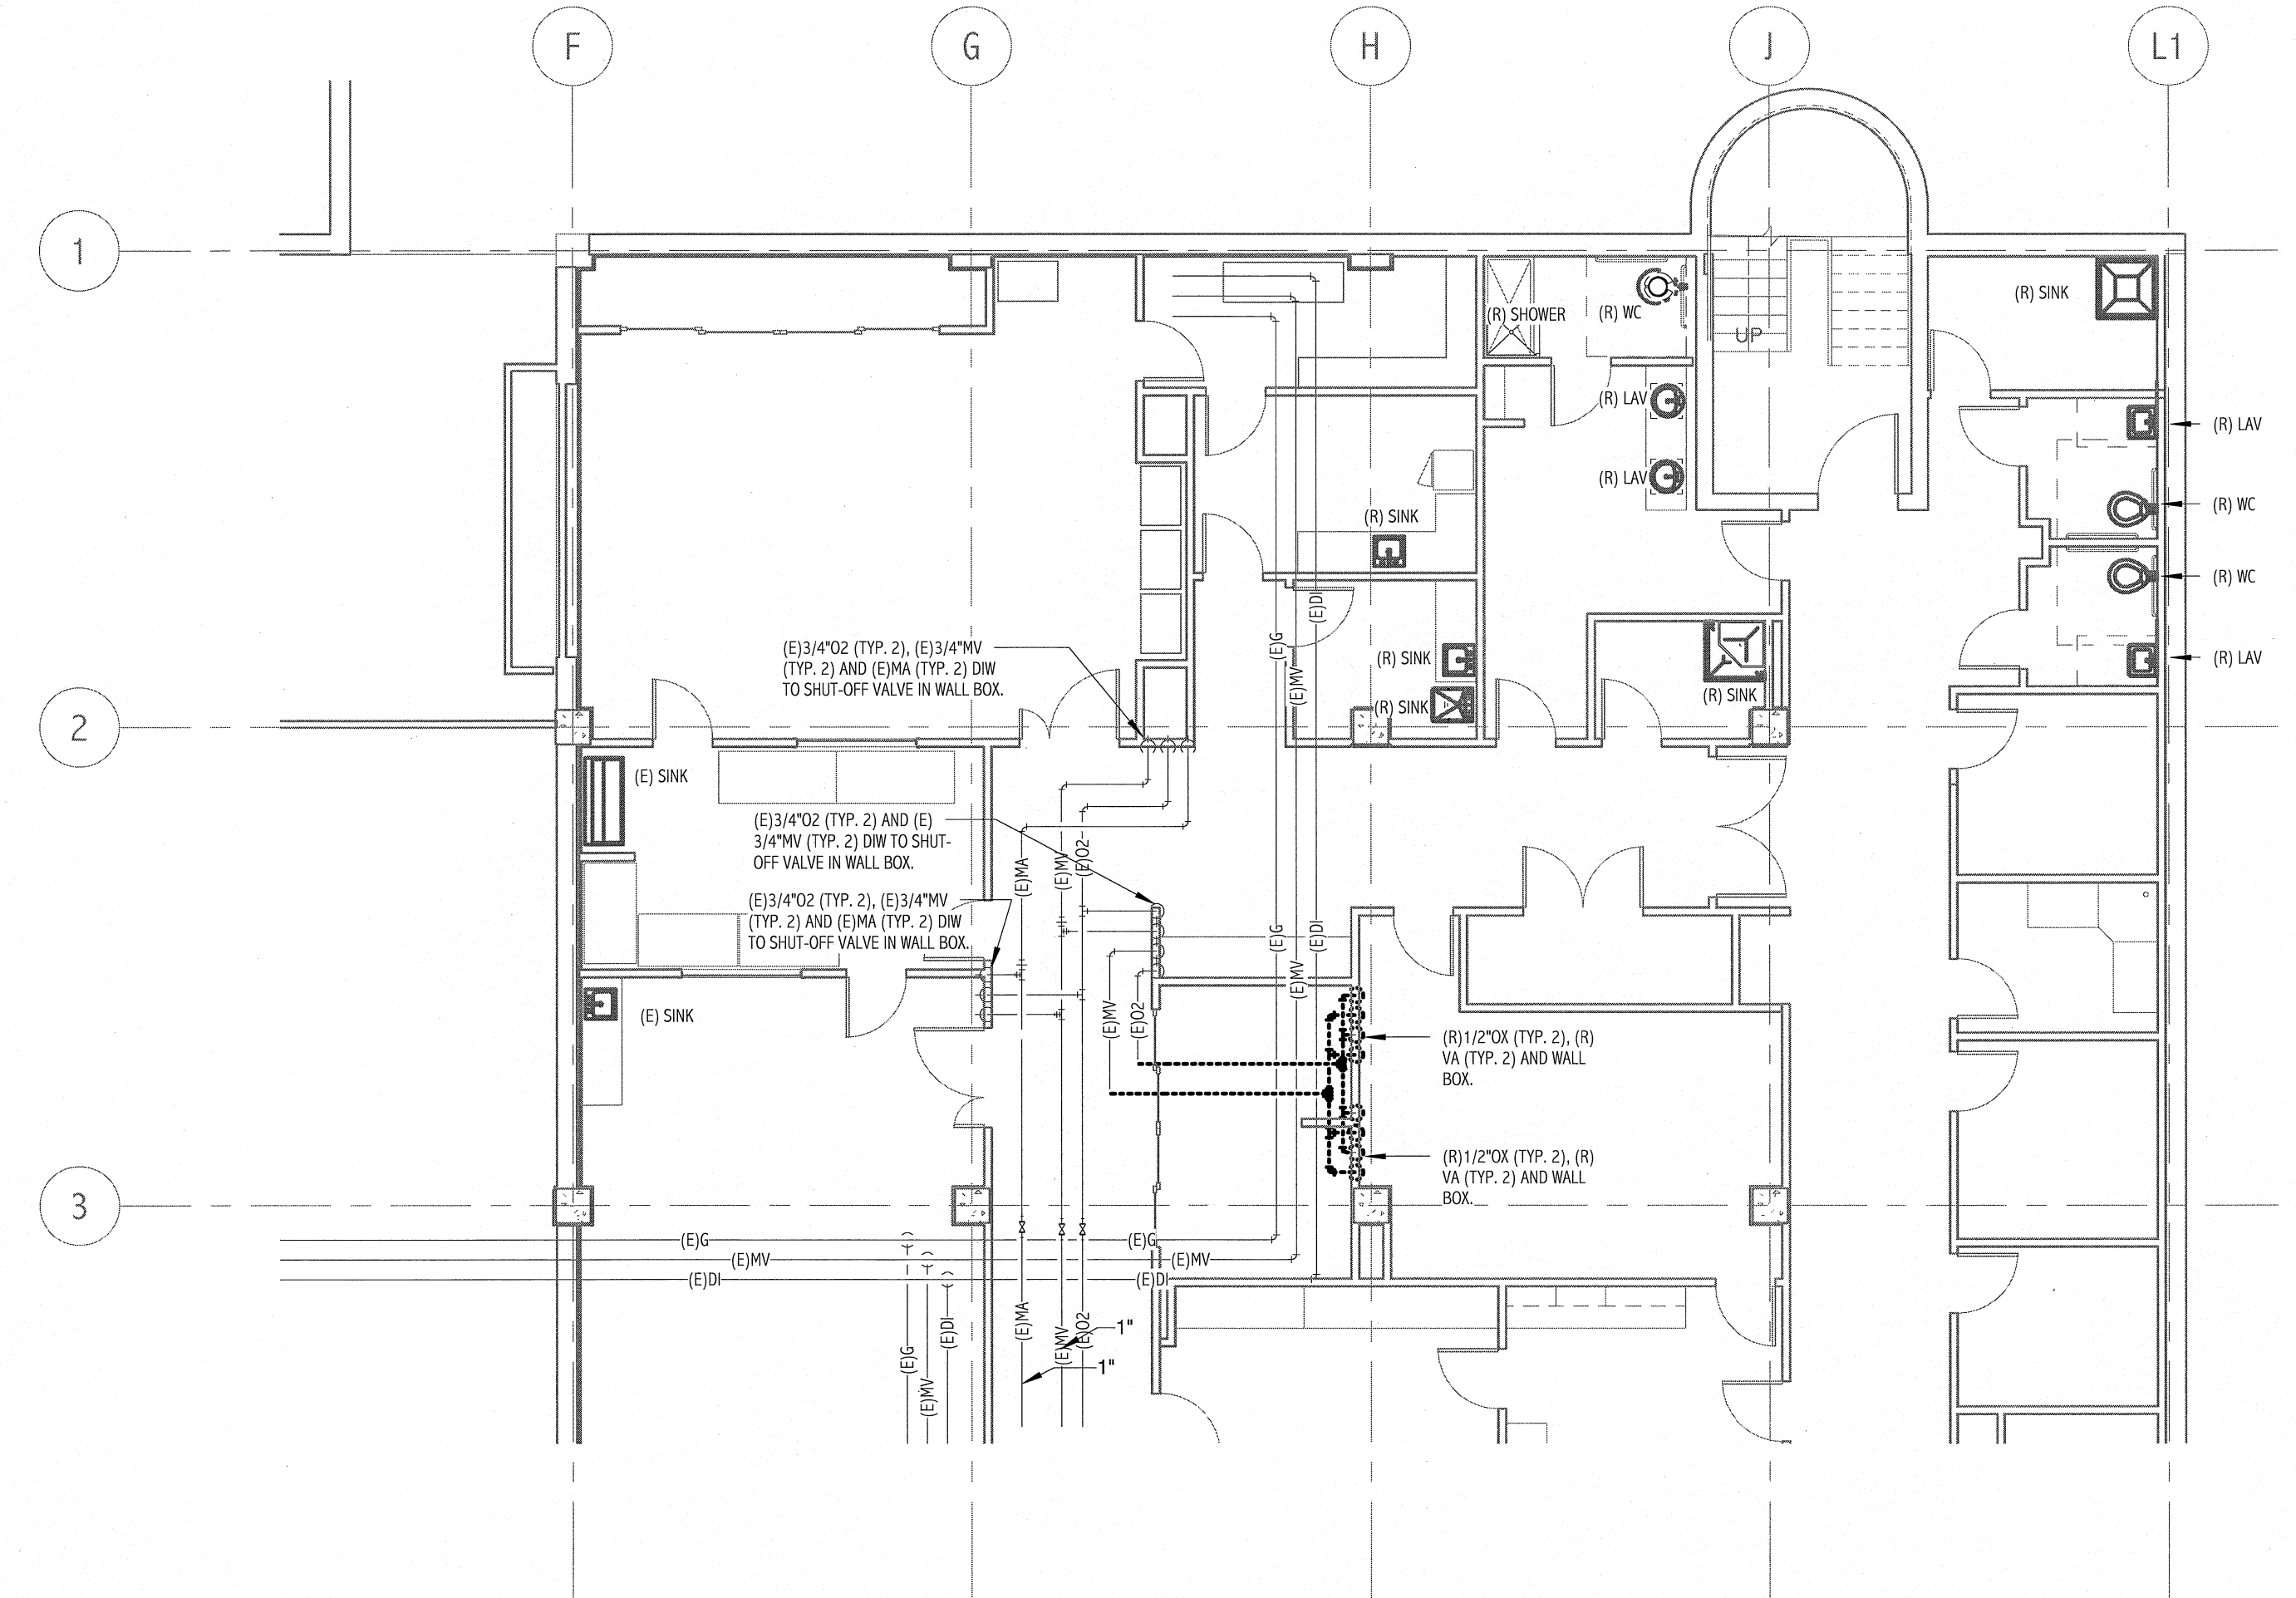 F
G
H
J
L1
1
(R) SINK
(R) SHOWER
(R) WC
UP
(R) LAV
(R) LAV
(R) LAV
(R) WC
(R) SINK
(R) LAV
(R) WC
(E)DI
(E)G
(E)MV
(E)3/4"O2 (TYP. 2), (E)3/4"MV
(TYP. 2) AND (E)MA (TYP. 2) DIW
TO SHUT-OFF VALVE IN WALL BOX.
(R) SINK
(R) LAV
(R) SINK
(R) SINK
2
(E) SINK
(E)3/4"O2 (TYP. 2) AND (E)
3/4"MV (TYP. 2) DIW TO SHUT-
OFF VALVE IN WALL BOX.
(E)MA
(E)MV
(E)O2
(E)3/4"O2 (TYP. 2), (E)3/4"MV
(TYP. 2) AND (E)MA (TYP. 2) DIW
TO SHUT-OFF VALVE IN WALL BOX.
(E)G
(E)DI
(E)MV
(E) SINK
(E)MV
(E)O2
(R)1/2"OX (TYP. 2), (R)
VA (TYP. 2) AND WALL
BOX.
(R)1/2"OX (TYP. 2), (R)
VA (TYP. 2) AND WALL
BOX.
3
(E)G
(E)G
(E)MV
(E)MV
(E)DI
(E)DI
(E)G
(E)MV
(E)DI
(E)MA
(E)MV
(E)O2
1"
1"